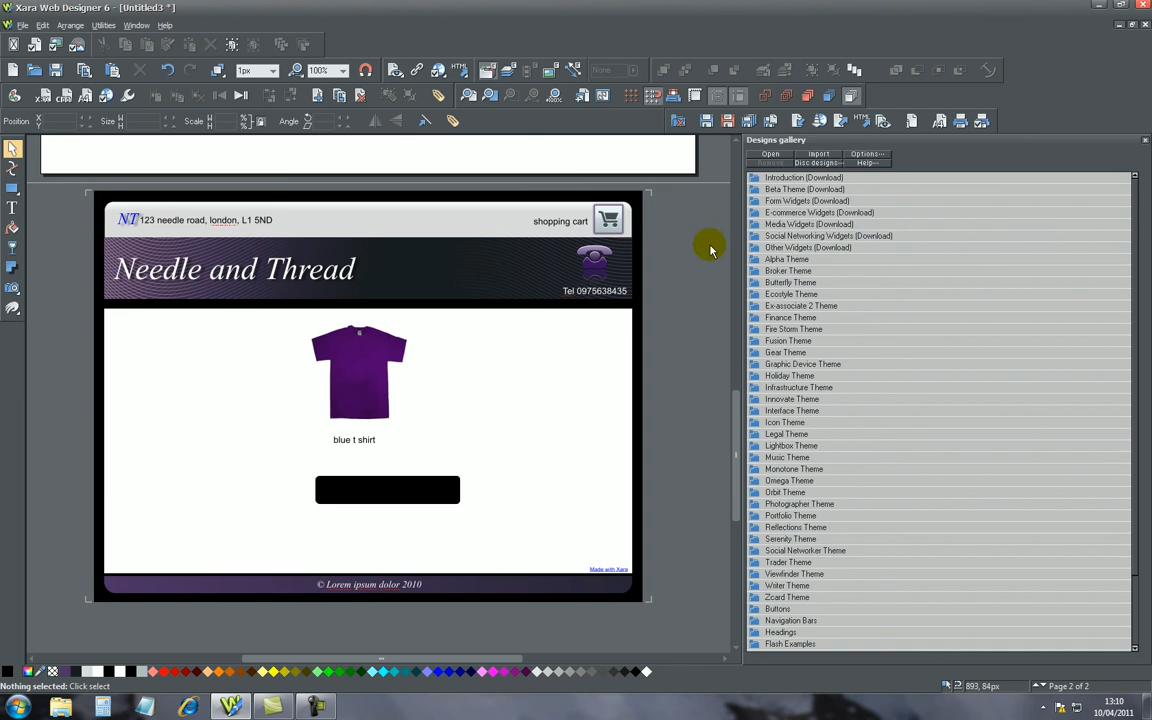 Xara Web Designer 6 - [Untitled3 *]
File Edit Arrange Utilities Window Help
1px 100% None
Position X Y Size W H Scale W H % Angle
Designs gallery
Open Import Options...
Remove Disc designs... Help...
Introduction (Download)
Beta Theme (Download)
Form Widgets (Download)
E-commerce Widgets (Download)
Media Widgets (Download)
Social Networking Widgets (Download)
Other Widgets (Download)
Alpha Theme
Broker Theme
Butterfly Theme
Ecostyle Theme
Ex-associate 2 Theme
Finance Theme
Fire Storm Theme
Fusion Theme
Gear Theme
Graphic Device Theme
Holiday Theme
Infrastructure Theme
Innovate Theme
Interface Theme
Icon Theme
Legal Theme
Lightbox Theme
Music Theme
Monotone Theme
Omega Theme
Orbit Theme
Photographer Theme
Portfolio Theme
Reflections Theme
Serenity Theme
Social Networker Theme
Trader Theme
Viewfinder Theme
Writer Theme
Zcard Theme
Buttons
Navigation Bars
Headings
Flash Examples
NT 123 needle road, london, L1 5ND
shopping cart
Needle and Thread
Tel 0975638435
blue t shirt
Made with Xara
© Lorem ipsum dolor 2010
Nothing selected: Click select
893, 84px
Page 2 of 2
13:10
10/04/2011